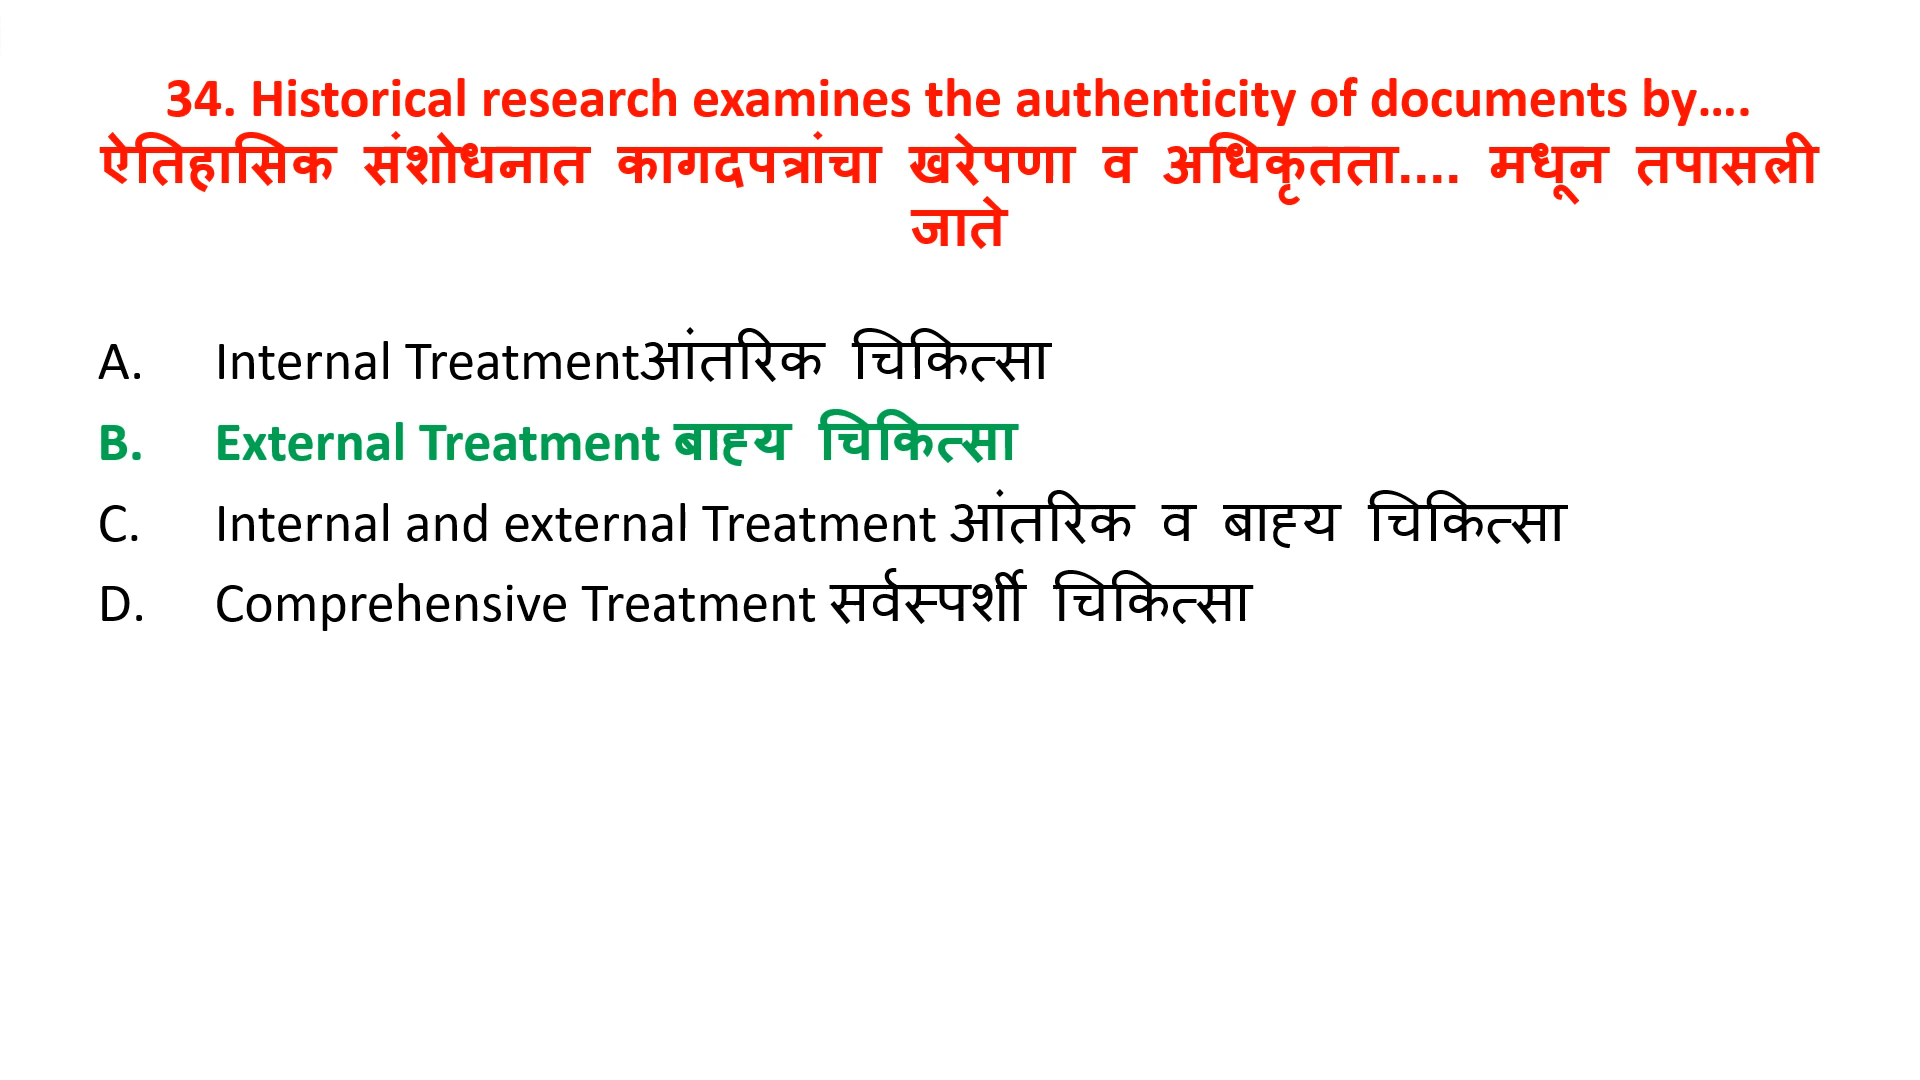 34. Historical research examines the authenticity of documents by….
ऐतिहासिक संशोधनात कागदपत्रांचा खरेपणा व अधिकृतता.... मधून तपासली
जाते
A. Internal Treatmentआंतरिक चिकित्सा
B. External Treatment बाह्य चिकित्सा
C. Internal and external Treatment आंतरिक व बाह्य चिकित्सा
D. Comprehensive Treatment सर्वस्पर्शी चिकित्सा